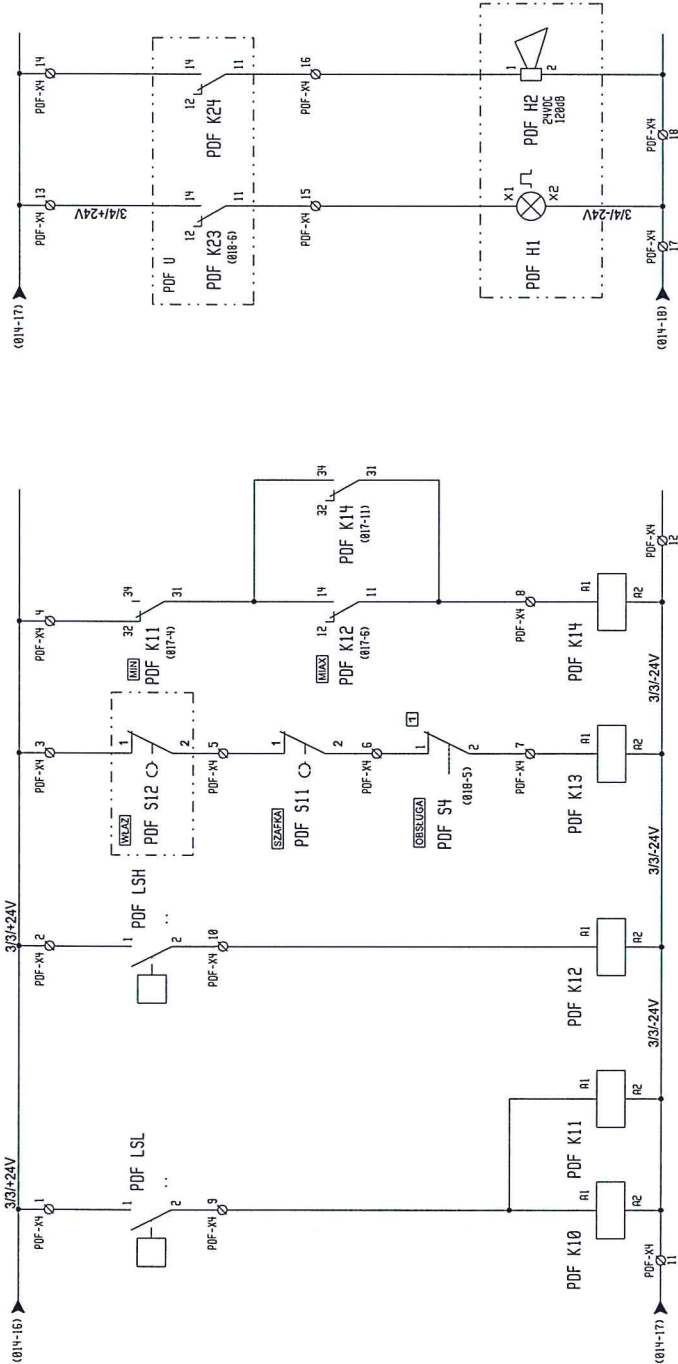 (014-16)
3/3/+24V
3/3/+24V
PDF-X4 1
PDF-X4 2
PDF-X4 3
PDF-X4 4
PDF LSL
1
2
PDF LSH
1
2
WŁAZ
PDF S12
1
2
MIN
PDF K11
(017-4)
32
34
31
PDF-X4 9
PDF-X4 10
PDF-X4 5
SZAFKA
PDF S11
1
2
PDF-X4 6
MIAX
PDF K12
(017-6)
12
14
11
PDF K14
(017-11)
32
34
31
OBSŁUGA
PDF S4
(018-5)
1
2
PDF-X4 7
PDF-X4 8
PDF K10
A1
A2
PDF K11
A1
A2
PDF K12
A1
A2
PDF K13
A1
A2
PDF K14
A1
A2
(014-17)
PDF-X4
11
3/3/-24V
3/3/-24V
3/3/-24V
PDF-X4
12
(014-17)
PDF-X4 13
3/4/+24V
PDF-X4 14
PDF U
PDF K23
(018-6)
12
14
11
PDF K24
12
14
11
PDF-X4 15
PDF-X4 16
PDF H1
X1
X2
PDF H2
24VDC
120dB
1
2
3/4/-24V
(014-18)
PDF-X4
17
PDF-X4
18